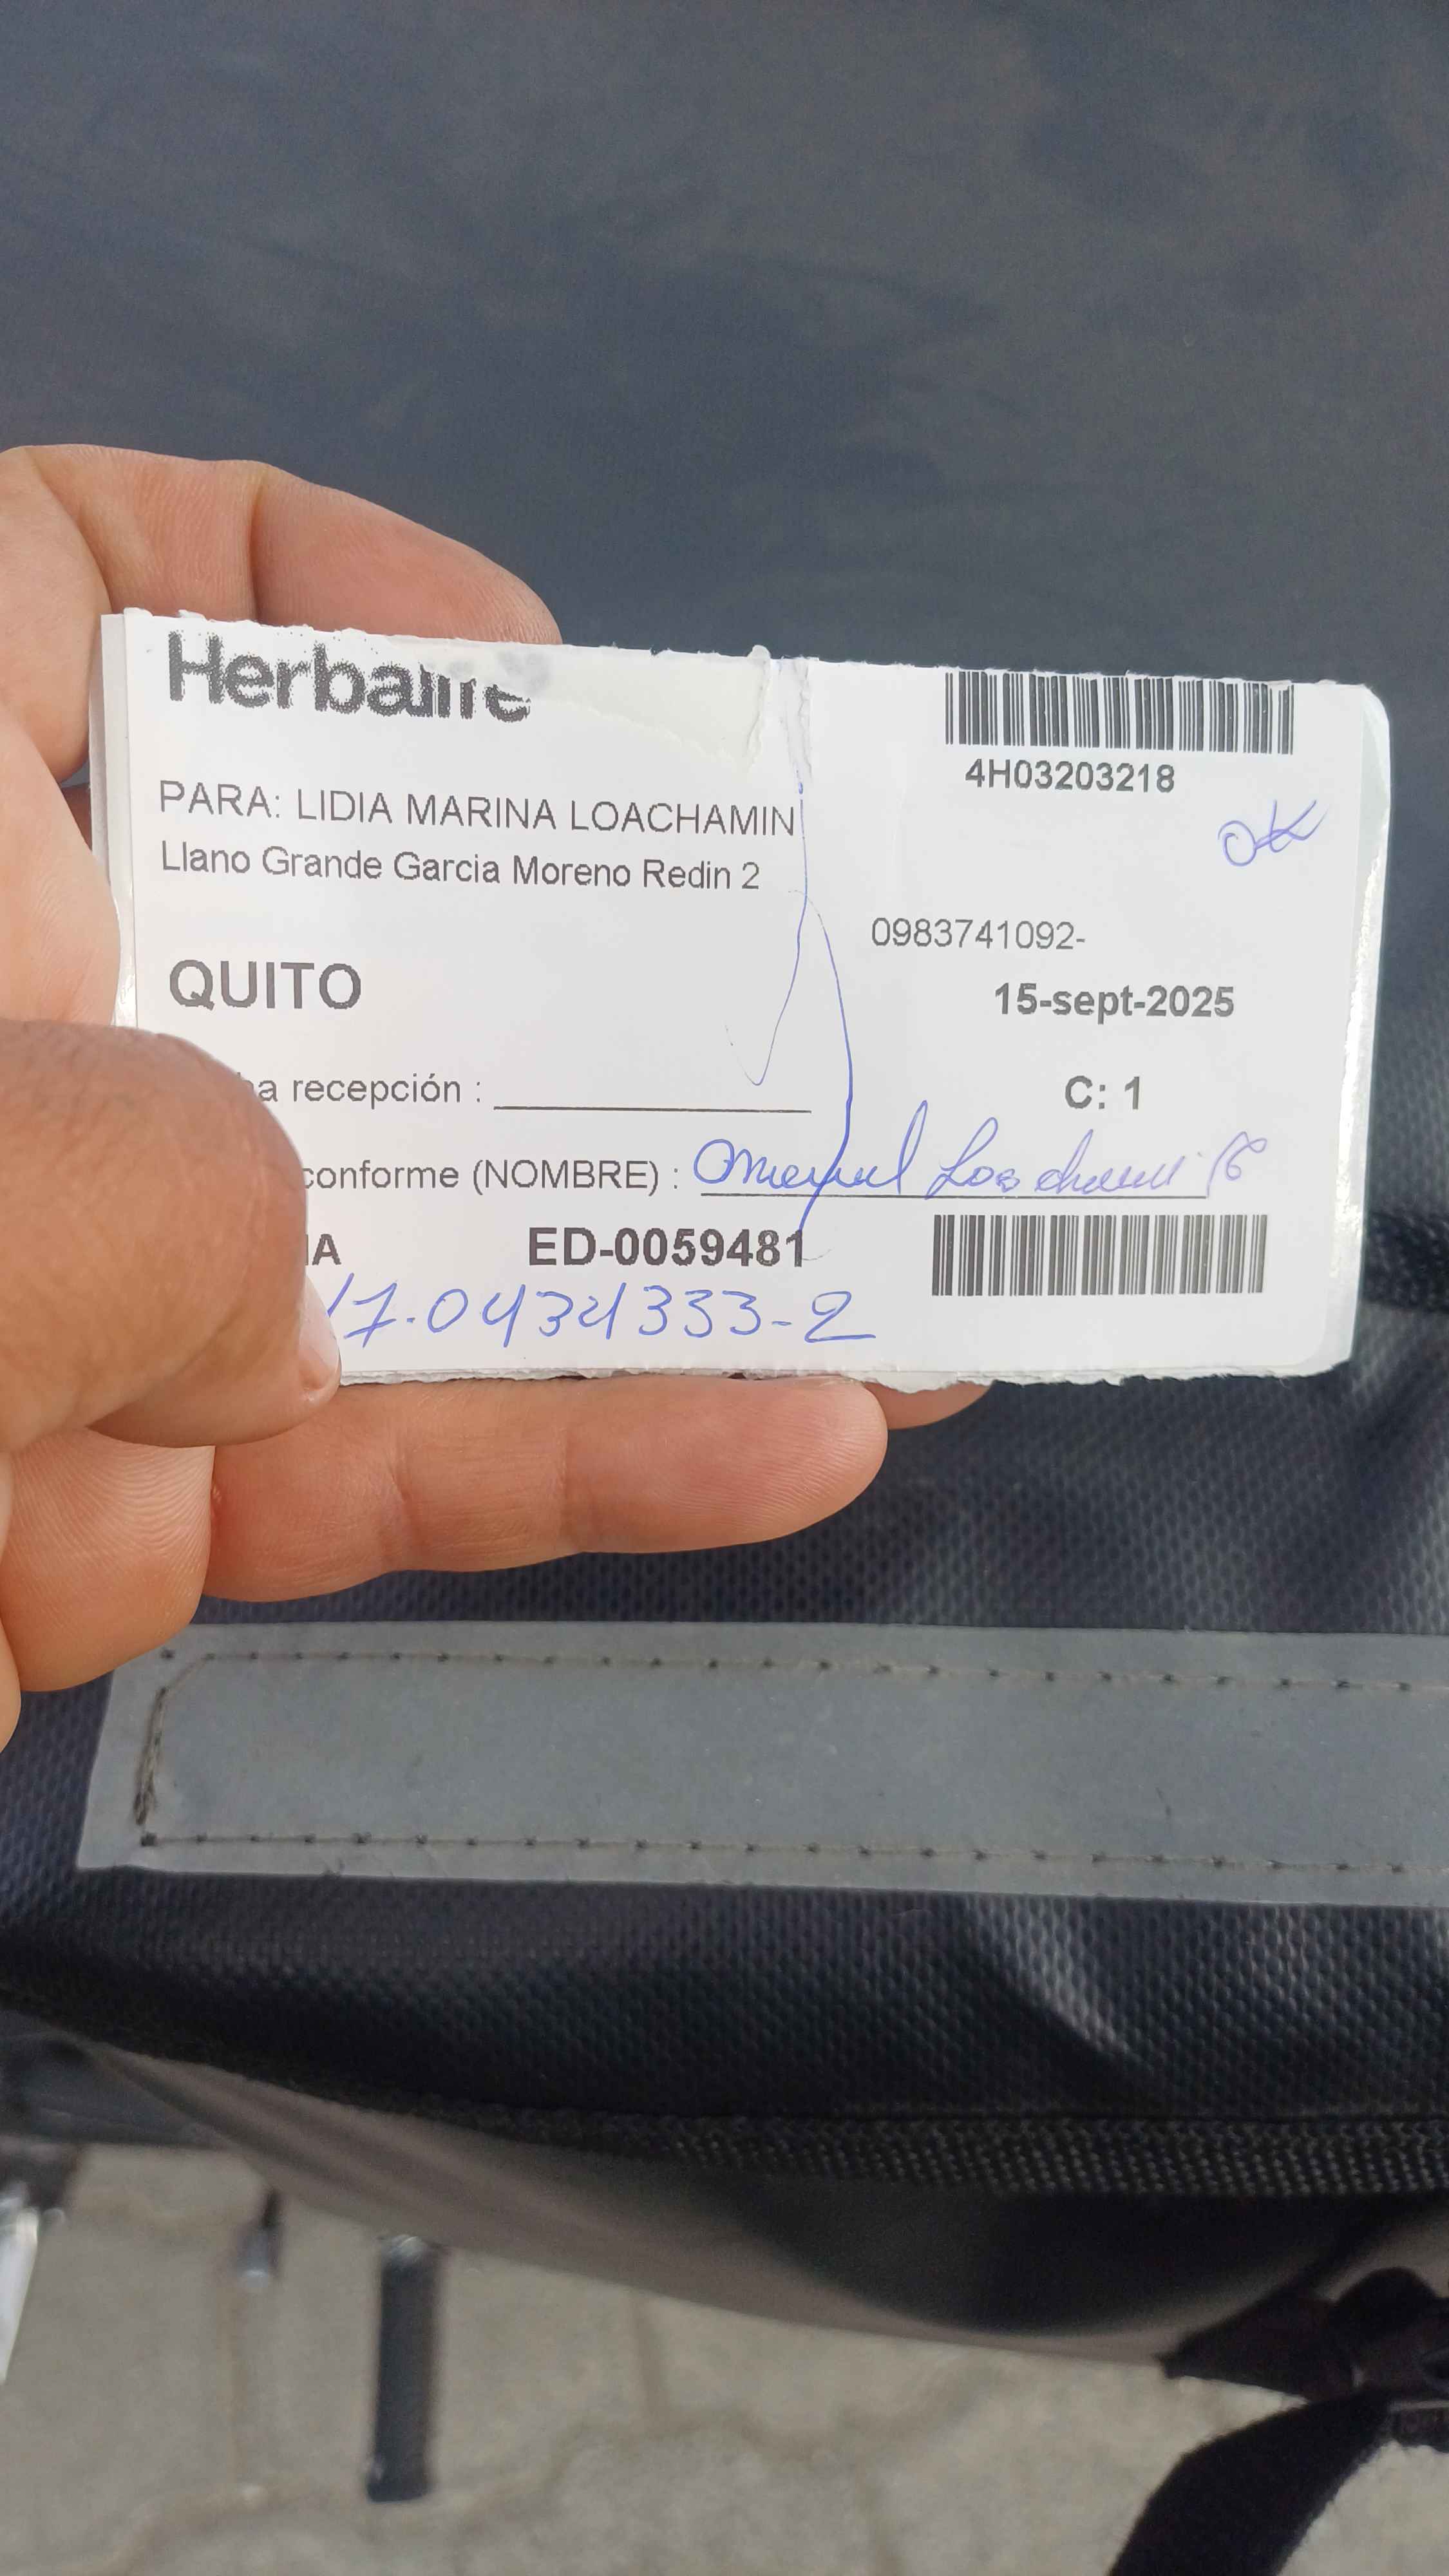 Herbalife
4H03203218
PARA: LIDIA MARINA LOACHAMIN
OK
Llano Grande Garcia Moreno Redin 2
0983741092-
QUITO
15-sept-2025
recepción :
C: 1
conforme (NOMBRE) :
ED-0059481
17-0434333-2